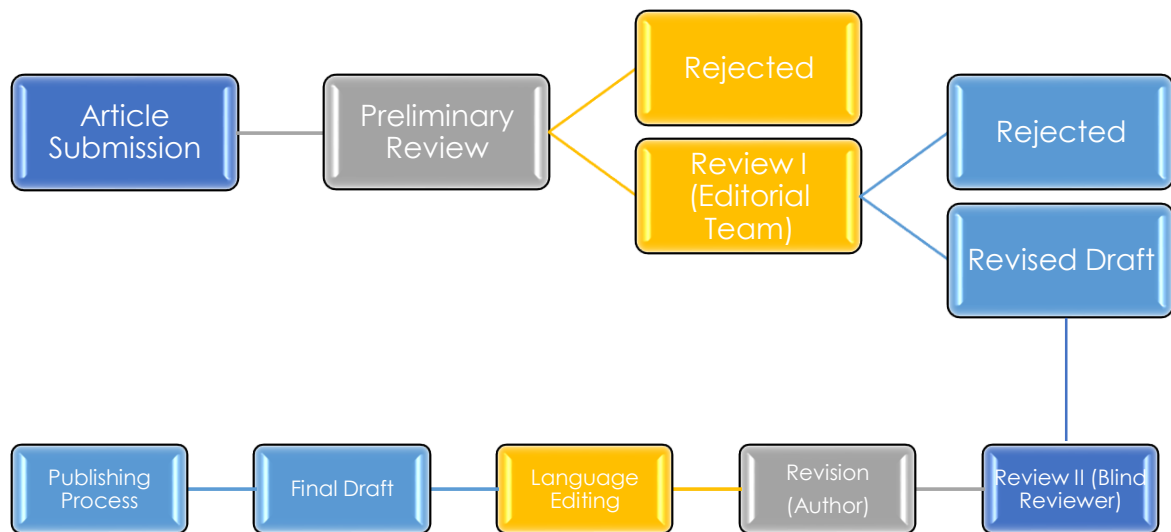 Article
Submission
Preliminary
Review
Rejected
Review I
(Editorial
Team)
Rejected
Revised Draft
Publishing
Process
Final Draft
Language
Editing
Revision
(Author)
Review II (Blind
Reviewer)